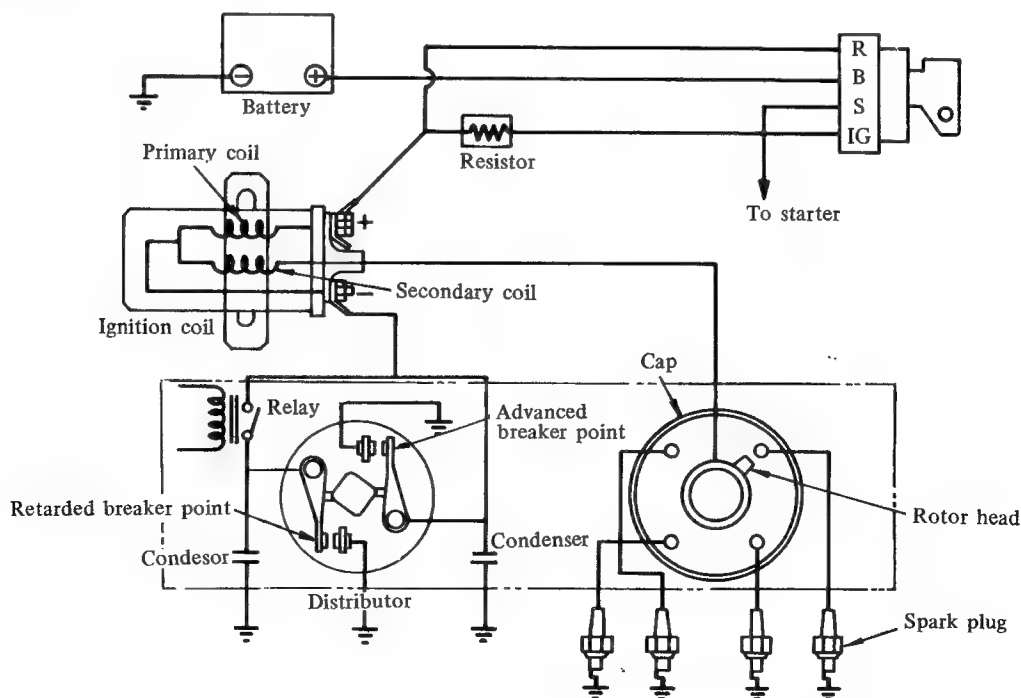 R
B
S
IG
Battery
Resistor
Primary coil
To starter
+
Secondary coil
−
Ignition coil
Cap
Relay
Advanced
breaker point
Retarded breaker point
Rotor head
Condesor
Condenser
Distributor
Spark plug